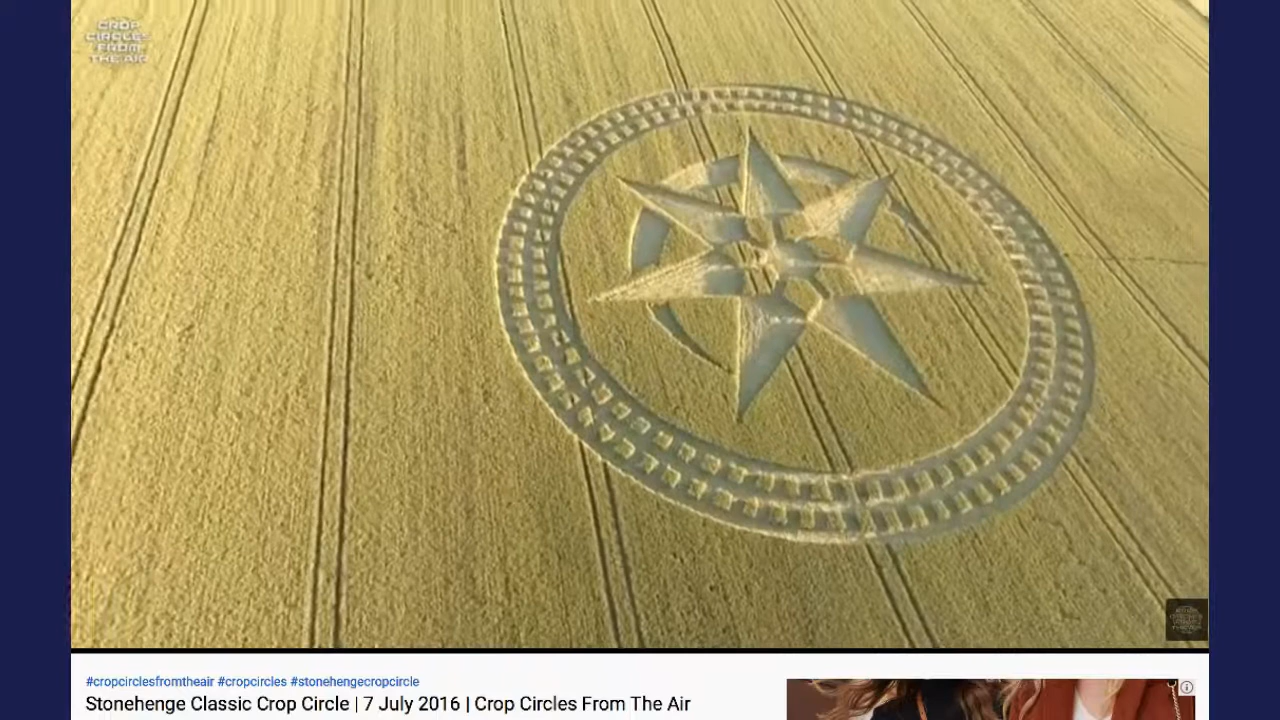 CROP
CIRCLES
FROM
THE AIR
#cropcirclesfromtheair #cropcircles #stonehengecropcircle
Stonehenge Classic Crop Circle | 7 July 2016 | Crop Circles From The Air